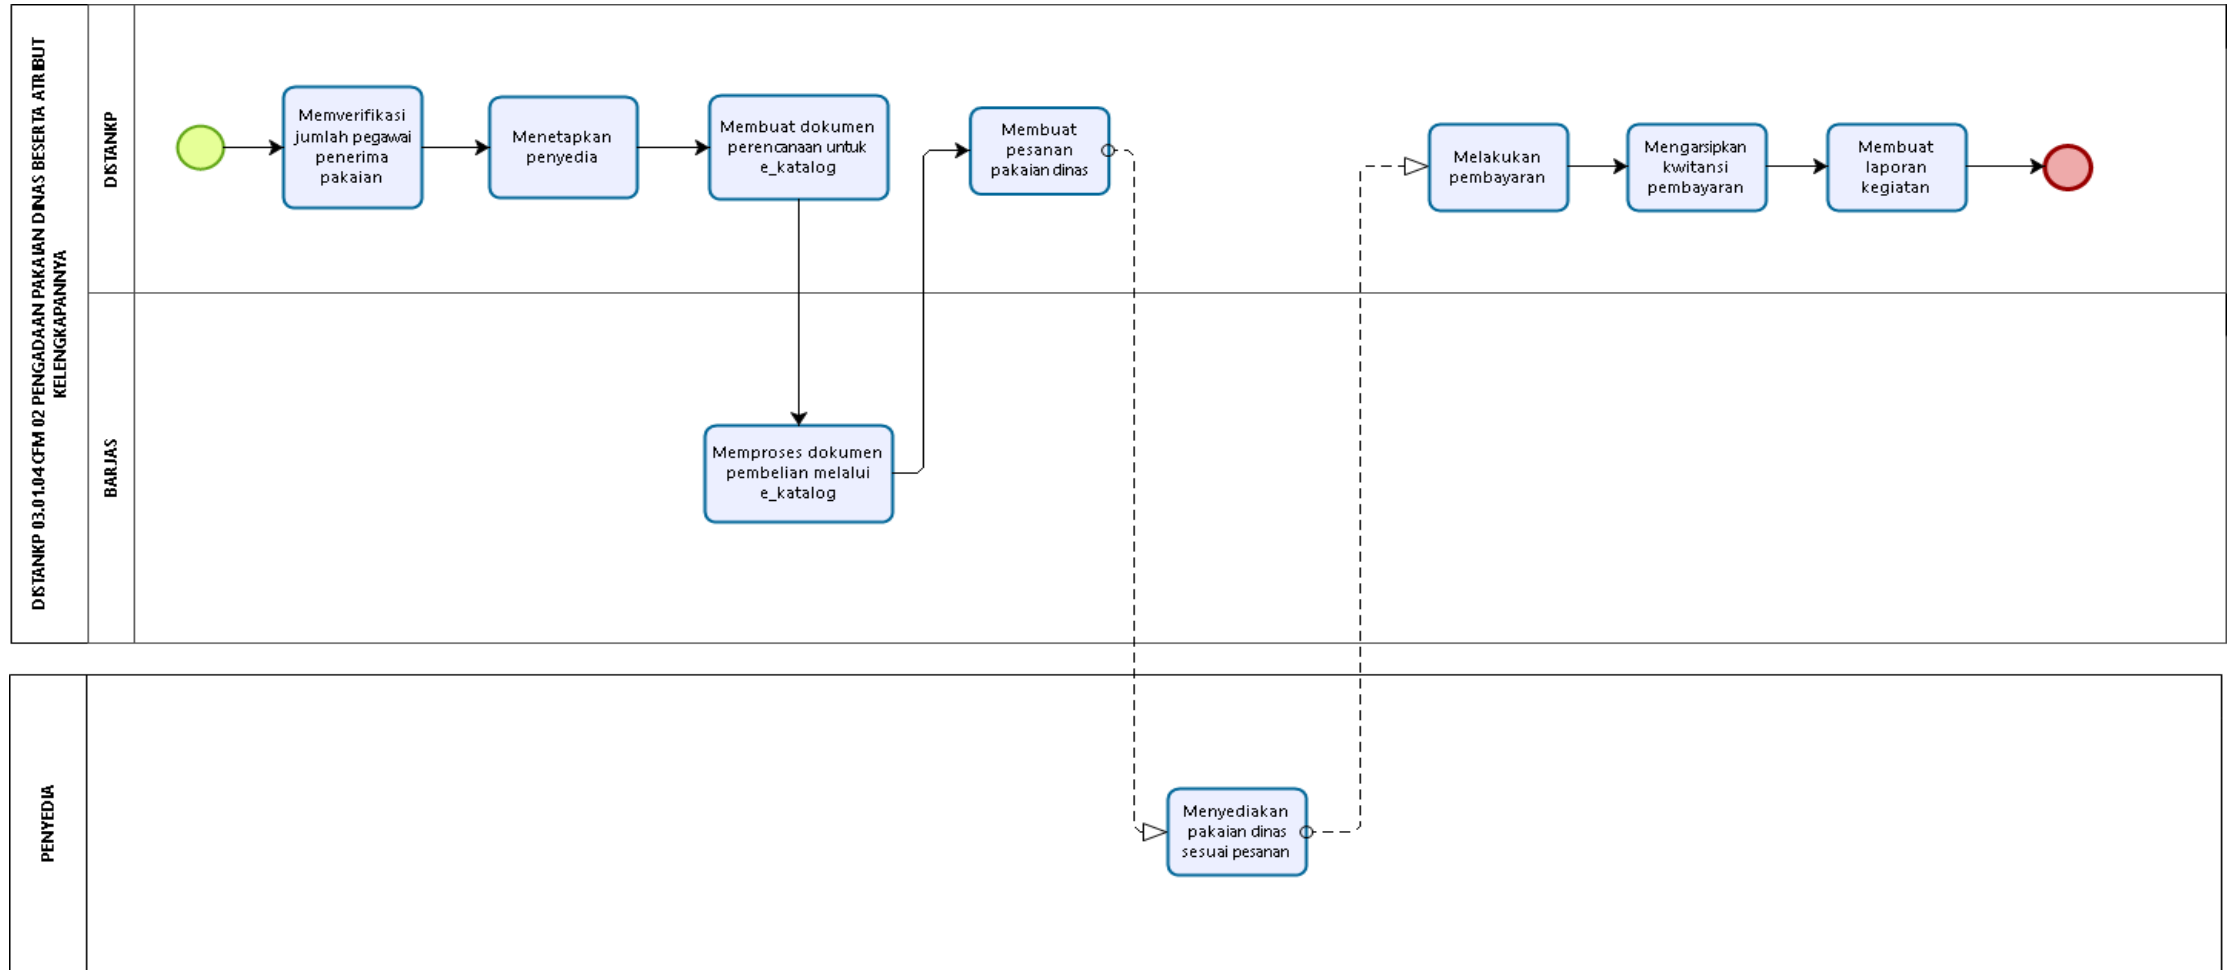 DISTANKP 03.01.04 CFM 02 PENGADAAN PAKAIAN DINAS BESERTA ATRIBUT
KELENGKAPANNYA
DISTANKP
Memverifikasi
jumlah pegawai
penerima
pakaian
Menetapkan
penyedia
Membuat dokumen
perencanaan untuk
e_katalog
Membuat
pesanan
pakaian dinas
Melakukan
pembayaran
Mengarsipkan
kwitansi
pembayaran
Membuat
laporan
kegiatan
BARJAS
Memproses dokumen
pembelian melalui
e_katalog
PENYEDIA
Menyediakan
pakaian dinas
sesuai pesanan